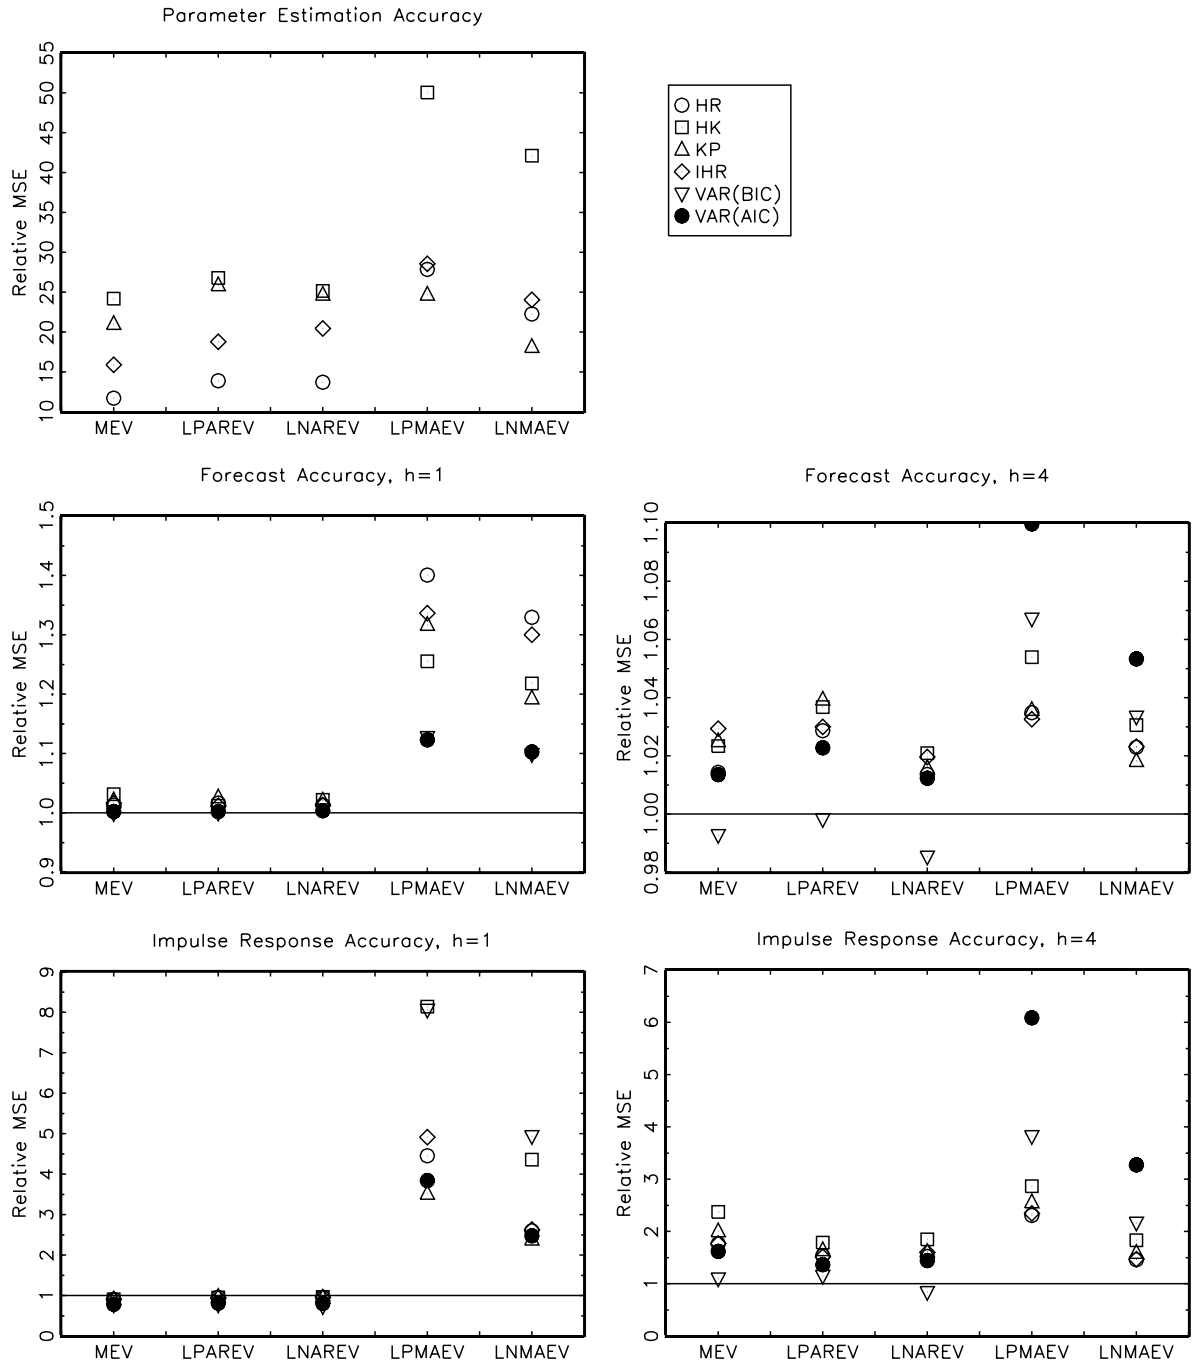 Parameter Estimation Accuracy
Relative MSE
55
50
45
40
35
30
25
20
15
10
MEV LPAREV LNAREV LPMAEV LNMAEV
HR
HK
KP
IHR
VAR(BIC)
VAR(AIC)
Forecast Accuracy, h=1
Relative MSE
1.5
1.4
1.3
1.2
1.1
1.0
0.9
MEV LPAREV LNAREV LPMAEV LNMAEV
Forecast Accuracy, h=4
Relative MSE
1.10
1.08
1.06
1.04
1.02
1.00
0.98
MEV LPAREV LNAREV LPMAEV LNMAEV
Impulse Response Accuracy, h=1
Relative MSE
9
8
7
6
5
4
3
2
1
0
MEV LPAREV LNAREV LPMAEV LNMAEV
Impulse Response Accuracy, h=4
Relative MSE
7
6
5
4
3
2
1
0
MEV LPAREV LNAREV LPMAEV LNMAEV